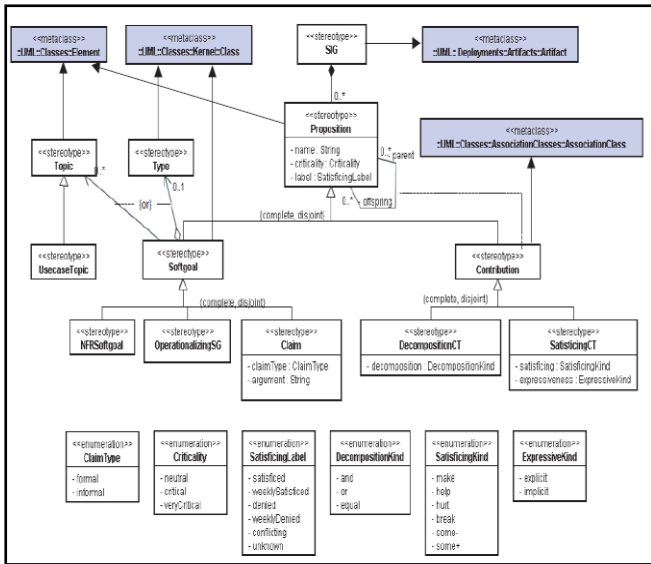 <<metaclass>>
::UML::Classes::Element
<<metaclass>>
::UML::Classes::Kernel::Class
<<stereotype>>
SIG
<<metaclass>>
::UML::Deployments::Artifacts::Artifact
0..*
<<stereotype>>
Proposition
- name : String
- criticality : Criticality
- label : SatisficingLabel
0..* parent
0..* - offspring
<<metaclass>>
::UML::Classes::AssociationClasses::AssociationClass
<<stereotype>>
Topic
0..*
<<stereotype>>
Type
0..1
{or}
{complete, disjoint}
<<stereotype>>
UsecaseTopic
<<stereotype>>
Softgoal
<<stereotype>>
Contribution
{complete, disjoint}
{complete, disjoint}
<<stereotype>>
NFRSoftgoal
<<stereotype>>
OperationalizingSG
<<stereotype>>
Claim
- claimType : ClaimType
- argument : String
<<stereotype>>
DecompositionCT
- decomposition : DecompositionKind
<<stereotype>>
SatisficingCT
- satisficing : SatisficingKind
- expressiveness : ExpressiveKind
<<enumeration>>
ClaimType
- formal
- informal
<<enumeration>>
Criticality
- neutral
- critical
- veryCritical
<<enumeration>>
SatisficingLabel
- satisficed
- weeklySatisficed
- denied
- weeklyDenied
- conflicting
- unknown
<<enumeration>>
DecompositionKind
- and
- or
- equal
<<enumeration>>
SatisficingKind
- make
- help
- hurt
- break
- some-
- some+
<<enumeration>>
ExpressiveKind
- explicit
- implicit